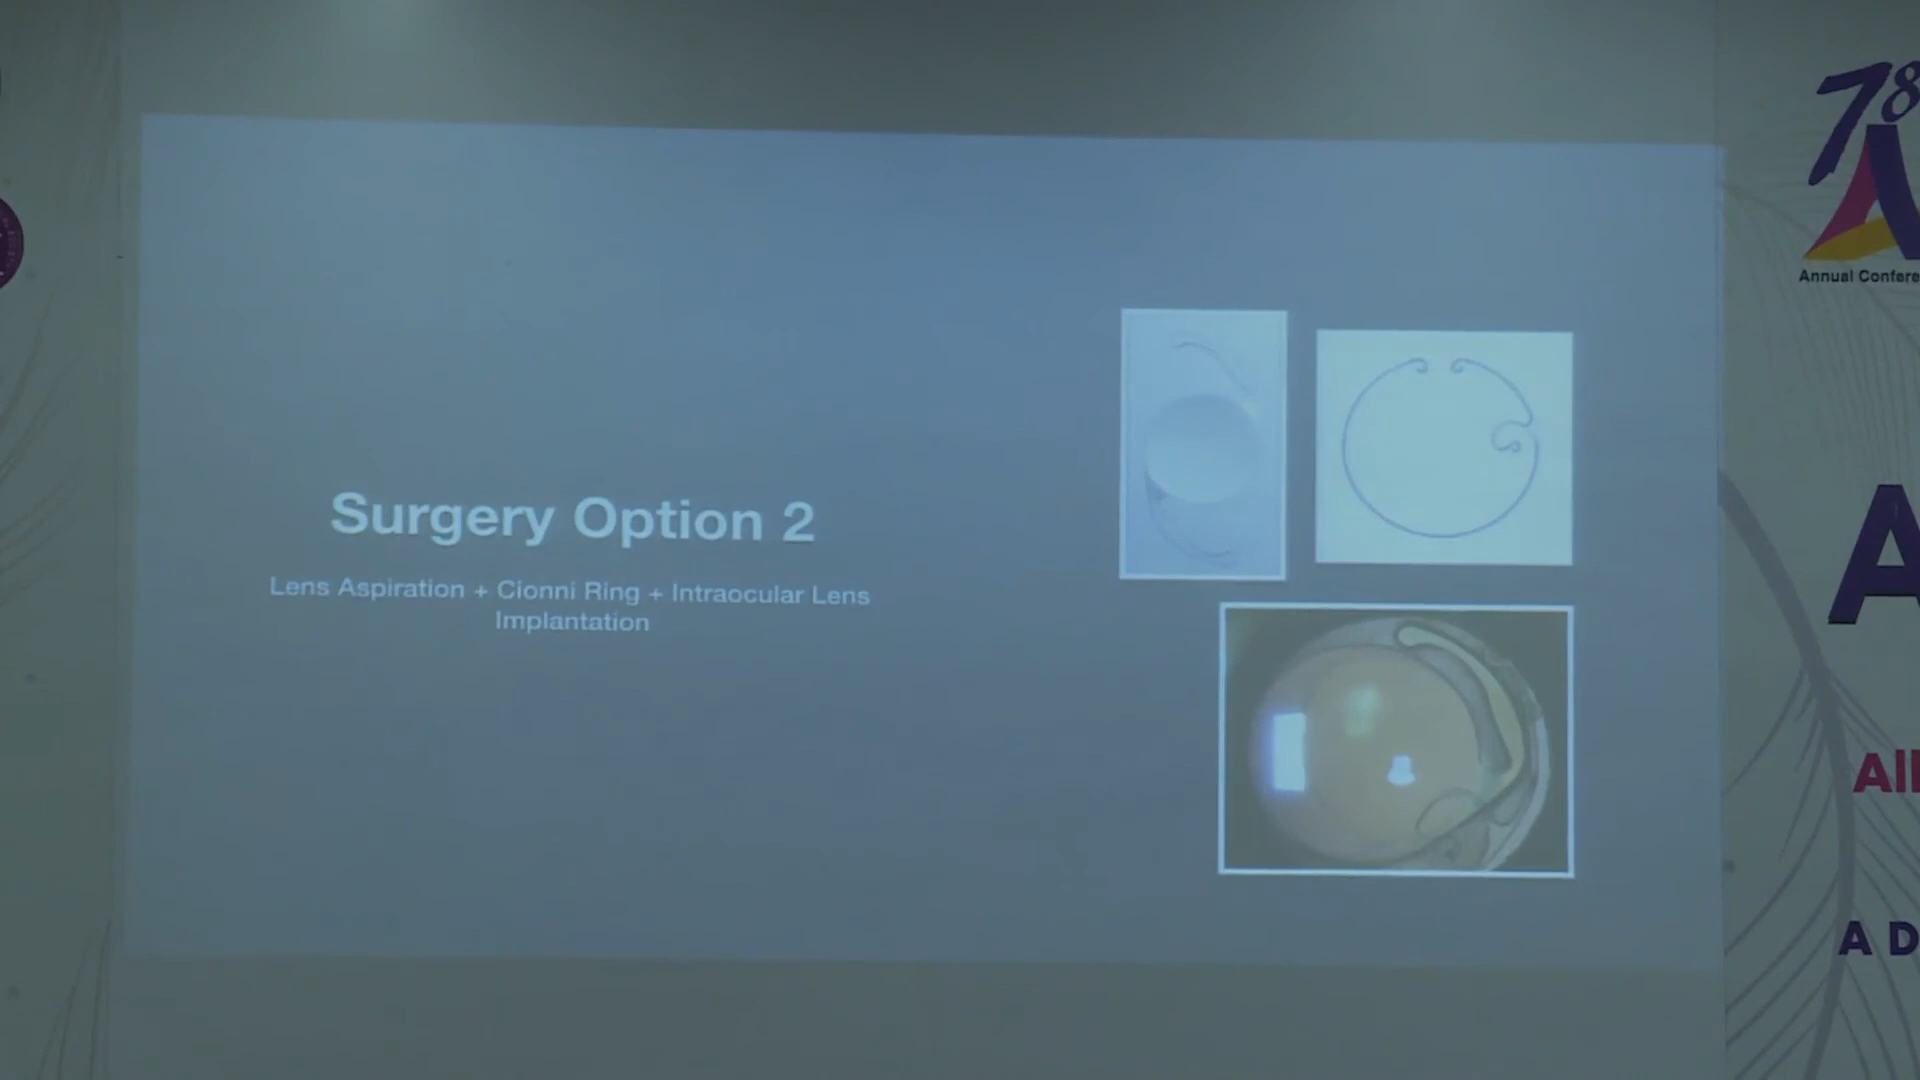 78
Annual Confere
Surgery Option 2
Lens Aspiration + Cionni Ring + Intraocular Lens
Implantation
A
All
A D